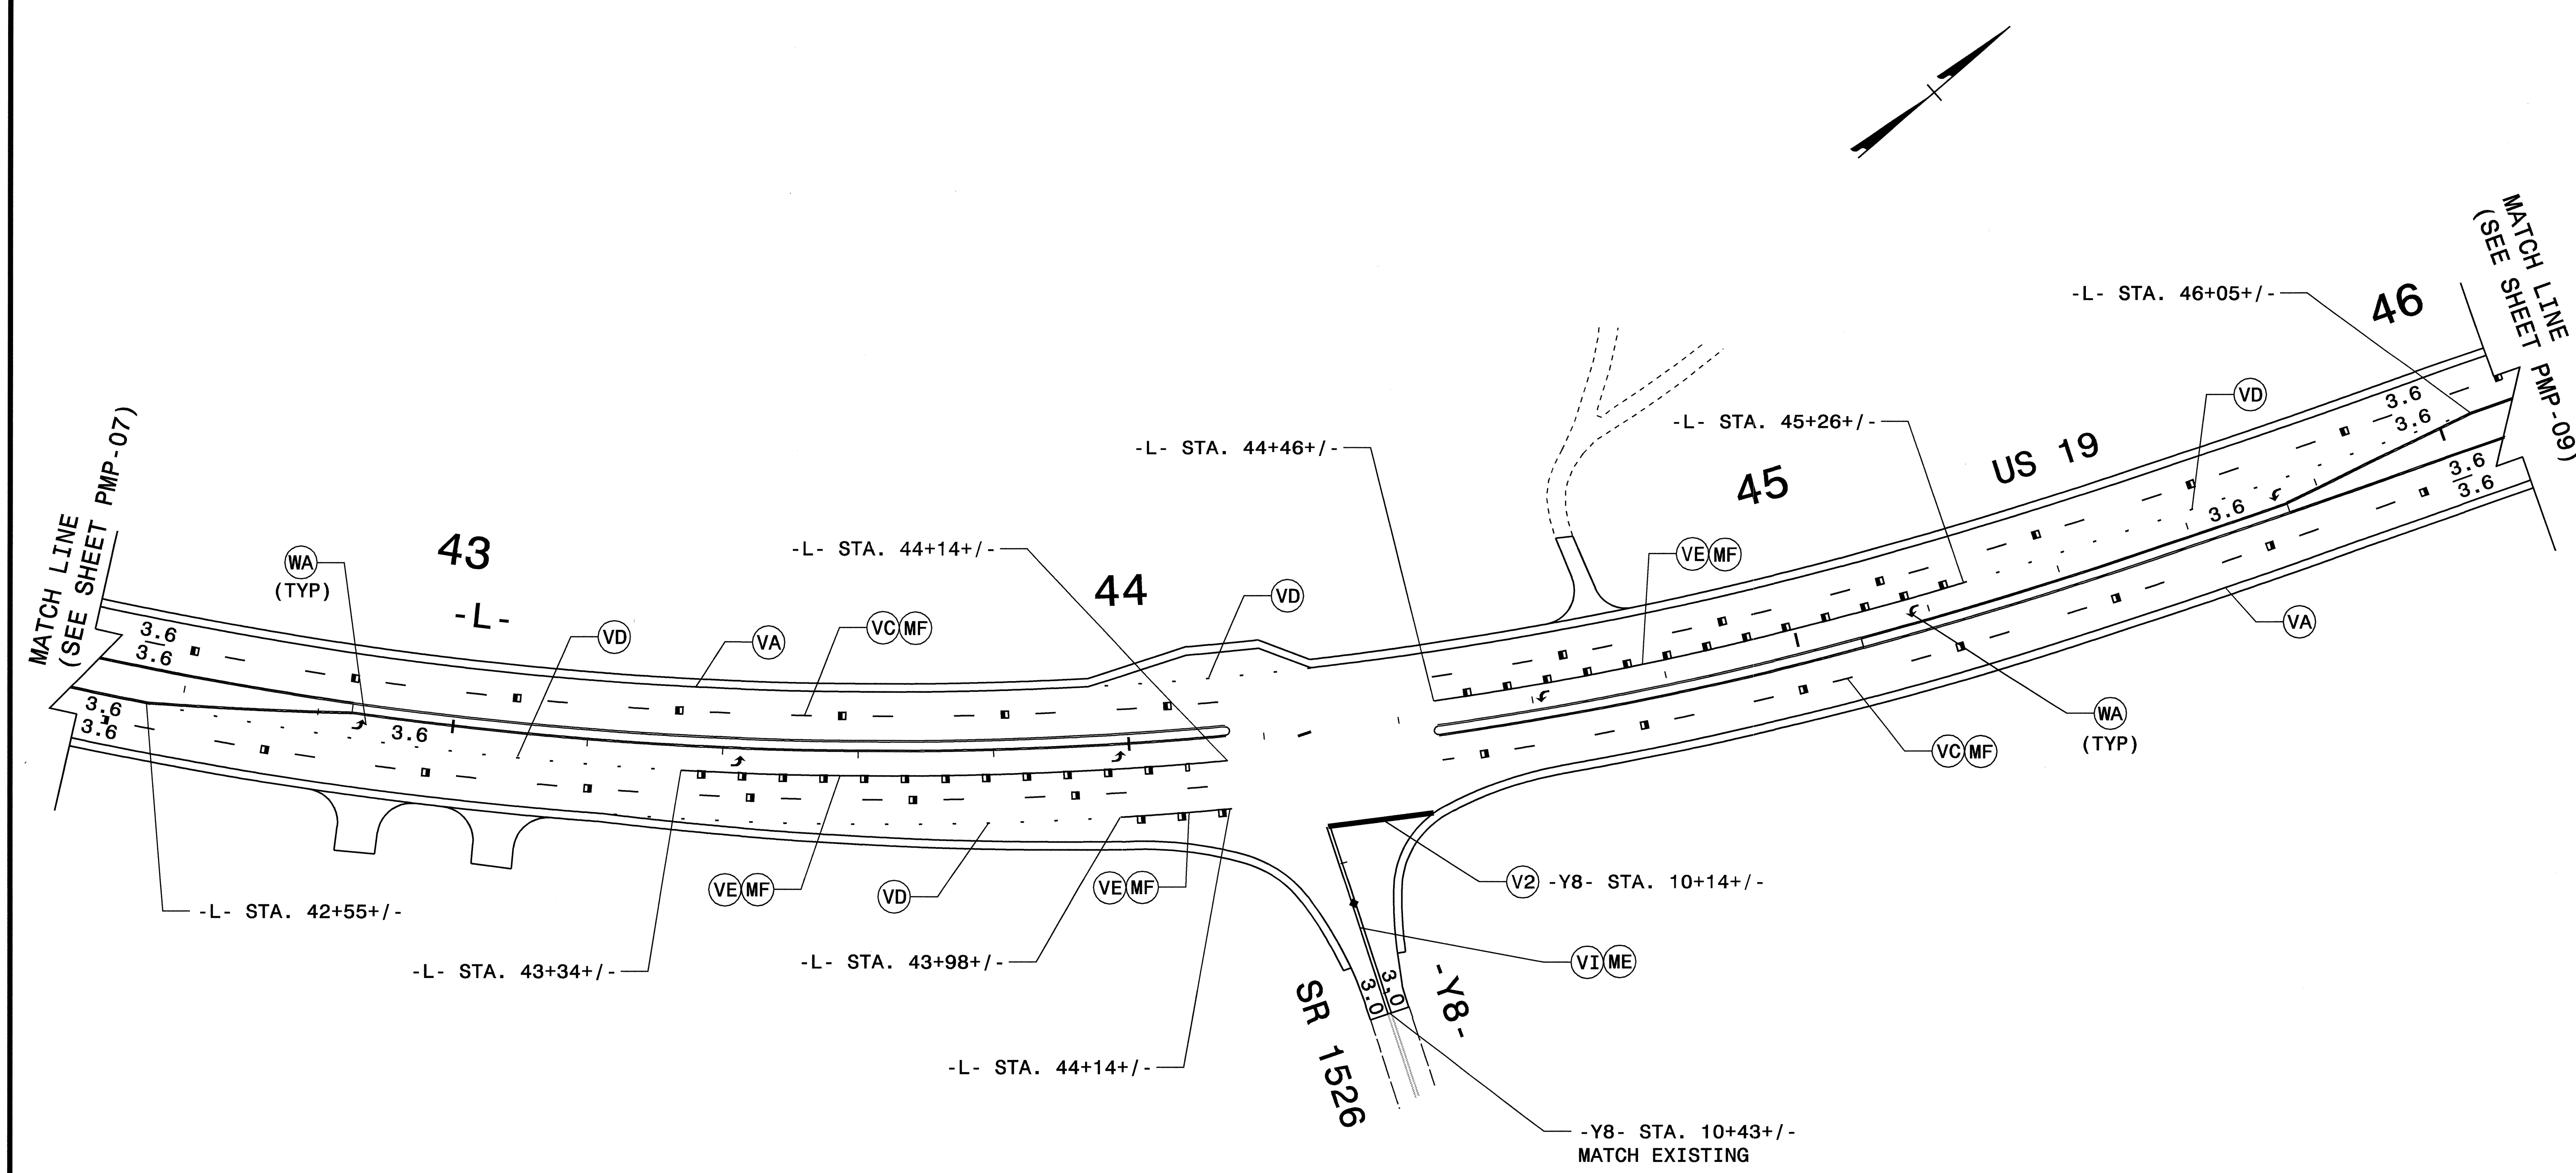 MATCH LINE
(SEE SHEET PMP-07)
43
-L-
WA
(TYP)
3.6
3.6
3.6
3.6
3.6
VD
VA
VC MF
-L- STA. 44+14+/-
44
VD
-L- STA. 44+46+/-
VE MF
45
-L- STA. 45+26+/-
US 19
-L- STA. 46+05+/-
46
MATCH LINE
(SEE SHEET PMP-09)
VD
3.6
3.6
3.6
3.6
3.6
VA
WA
(TYP)
VC MF
-L- STA. 42+55+/-
-L- STA. 43+34+/-
VE MF
VD
VE MF
-L- STA. 43+98+/-
-L- STA. 44+14+/-
V2 -Y8- STA. 10+14+/-
VI ME
3.0
3.0
SR 1526
-Y8-
-Y8- STA. 10+43+/-
MATCH EXISTING